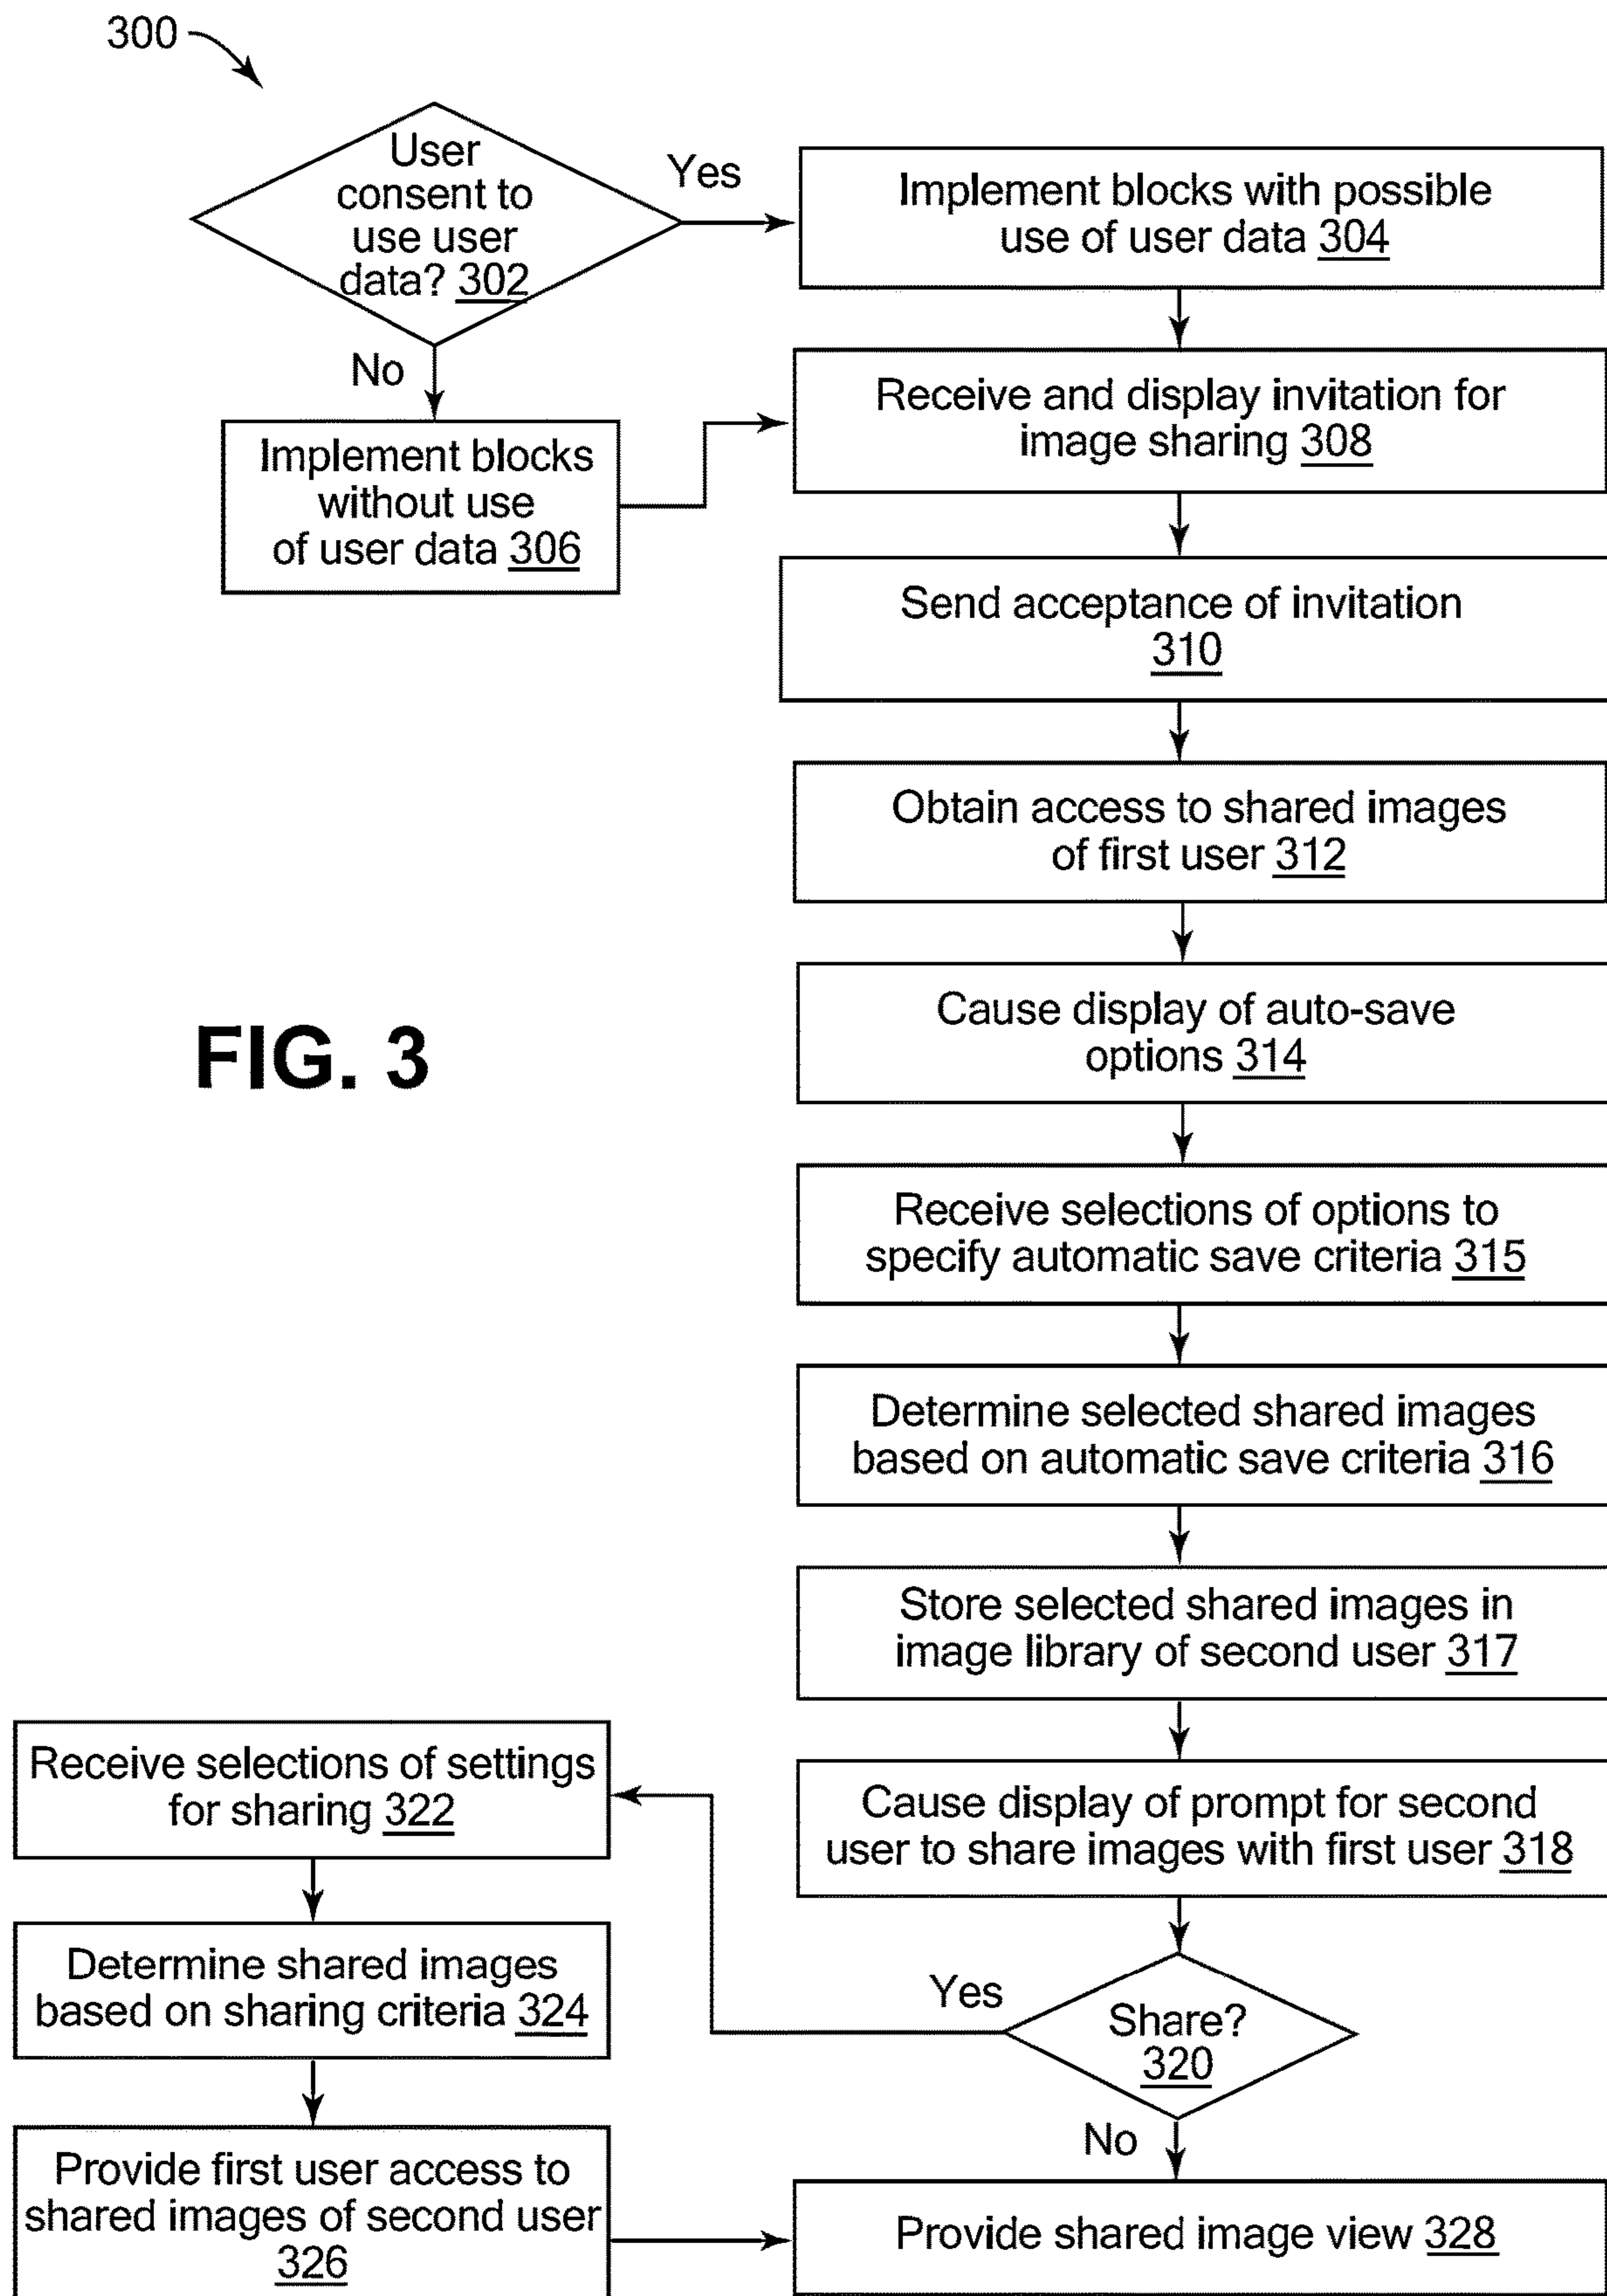 300
User
consent to
use user
data? 302
Yes
Implement blocks with possible
use of user data 304
No
Implement blocks
without use
of user data 306
Receive and display invitation for
image sharing 308
Send acceptance of invitation
310
Obtain access to shared images
of first user 312
Cause display of auto-save
options 314
FIG. 3
Receive selections of options to
specify automatic save criteria 315
Determine selected shared images
based on automatic save criteria 316
Store selected shared images in
image library of second user 317
Cause display of prompt for second
user to share images with first user 318
Share?
320
Yes
Receive selections of settings
for sharing 322
Determine shared images
based on sharing criteria 324
Provide first user access to
shared images of second user
326
No
Provide shared image view 328